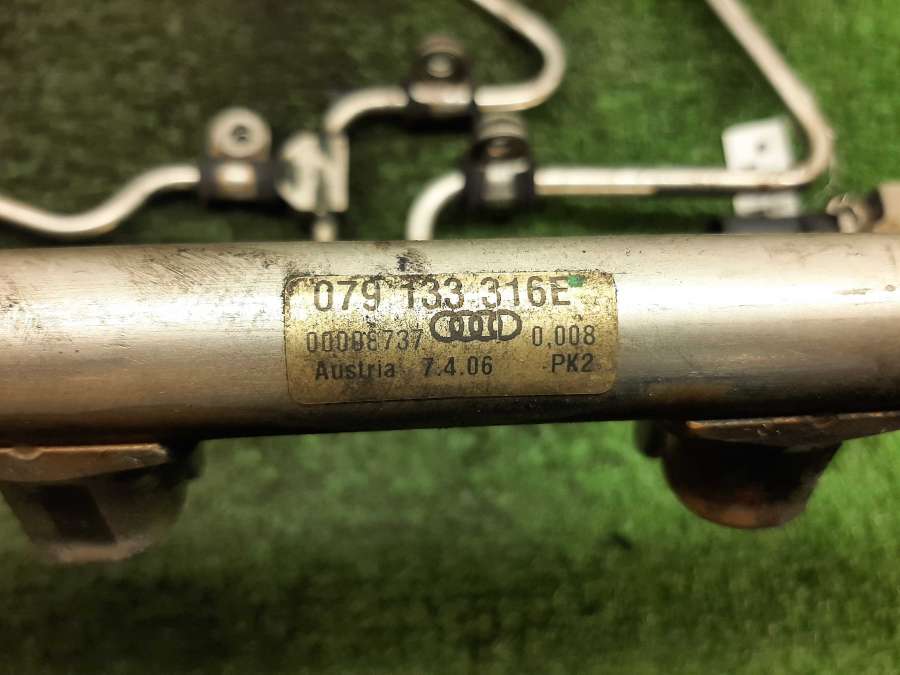 079 133 316E
00008737 0,008
Austria 7.4.06 PK2